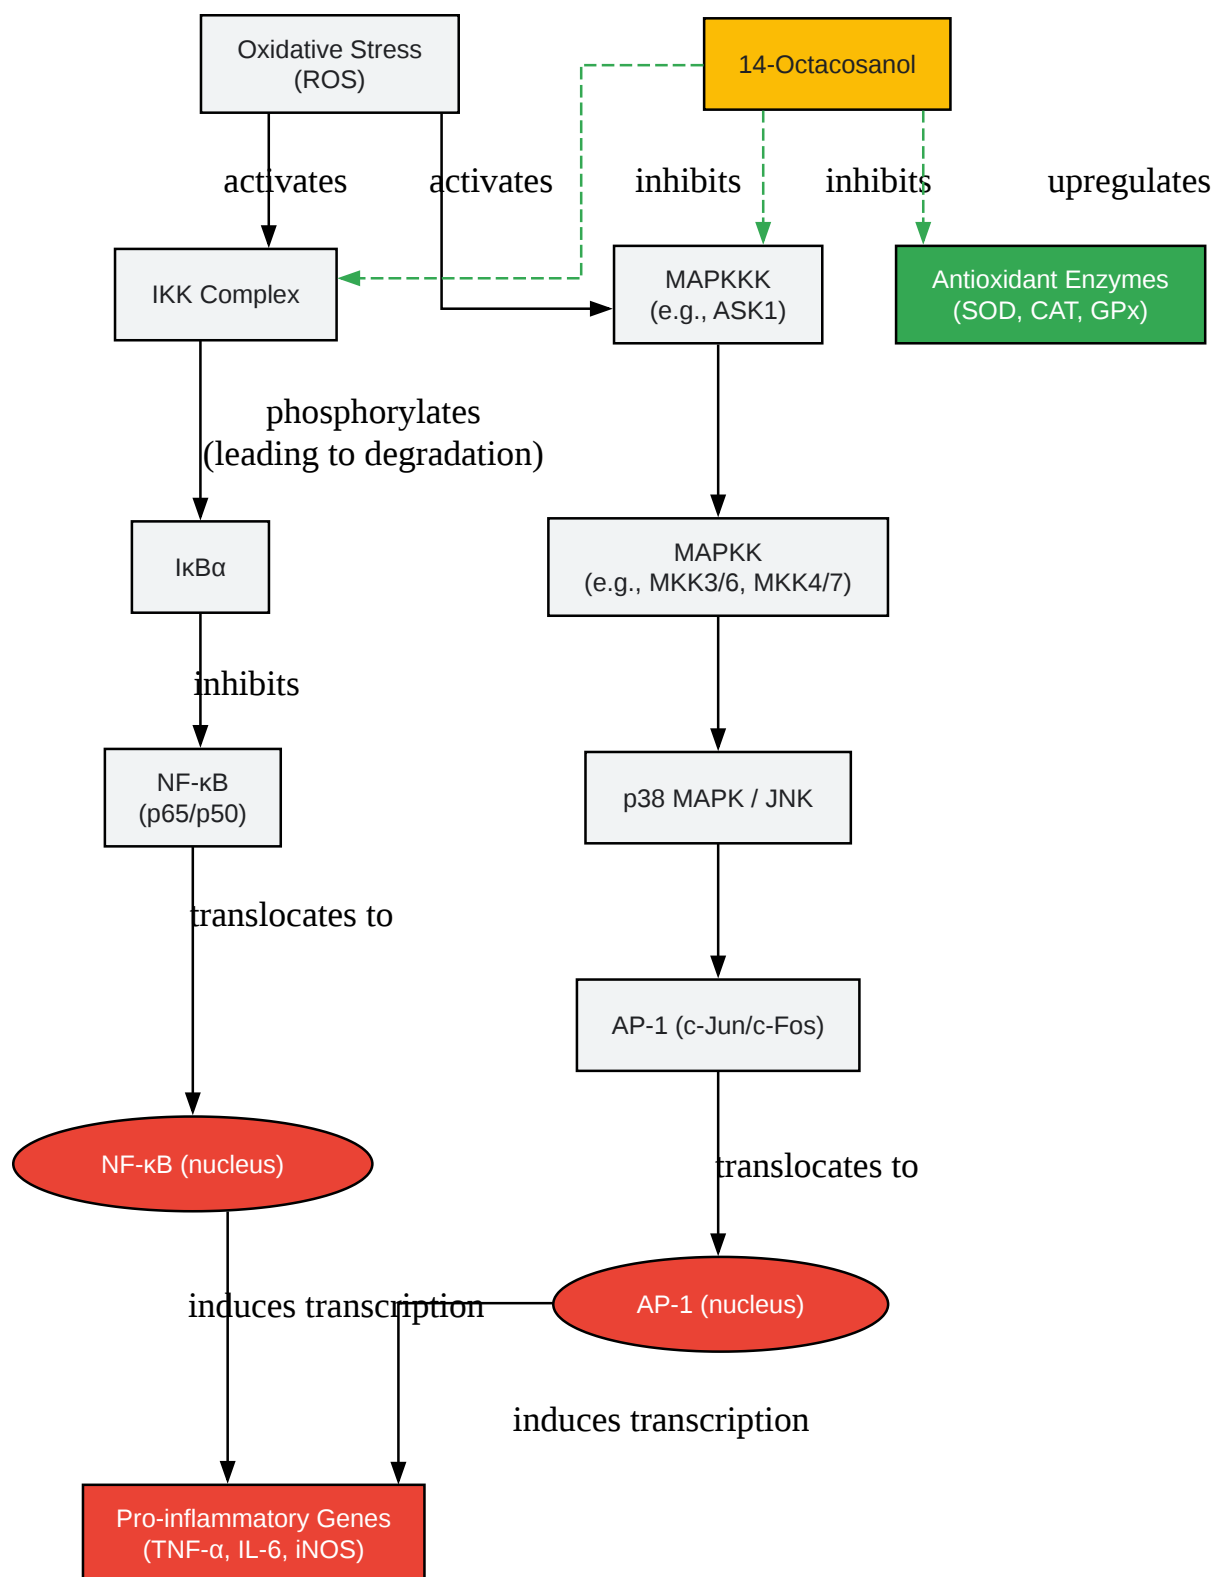 Oxidative Stress
(ROS)
14-Octacosanol
activates
activates
inhibits
inhibits
upregulates
IKK Complex
MAPKKK
(e.g., ASK1)
Antioxidant Enzymes
(SOD, CAT, GPx)
phosphorylates
(leading to degradation)
IκBα
MAPKK
(e.g., MKK3/6, MKK4/7)
inhibits
NF-κB
(p65/p50)
p38 MAPK / JNK
translocates to
AP-1 (c-Jun/c-Fos)
NF-κB (nucleus)
translocates to
induces transcription
AP-1 (nucleus)
induces transcription
Pro-inflammatory Genes
(TNF-α, IL-6, iNOS)